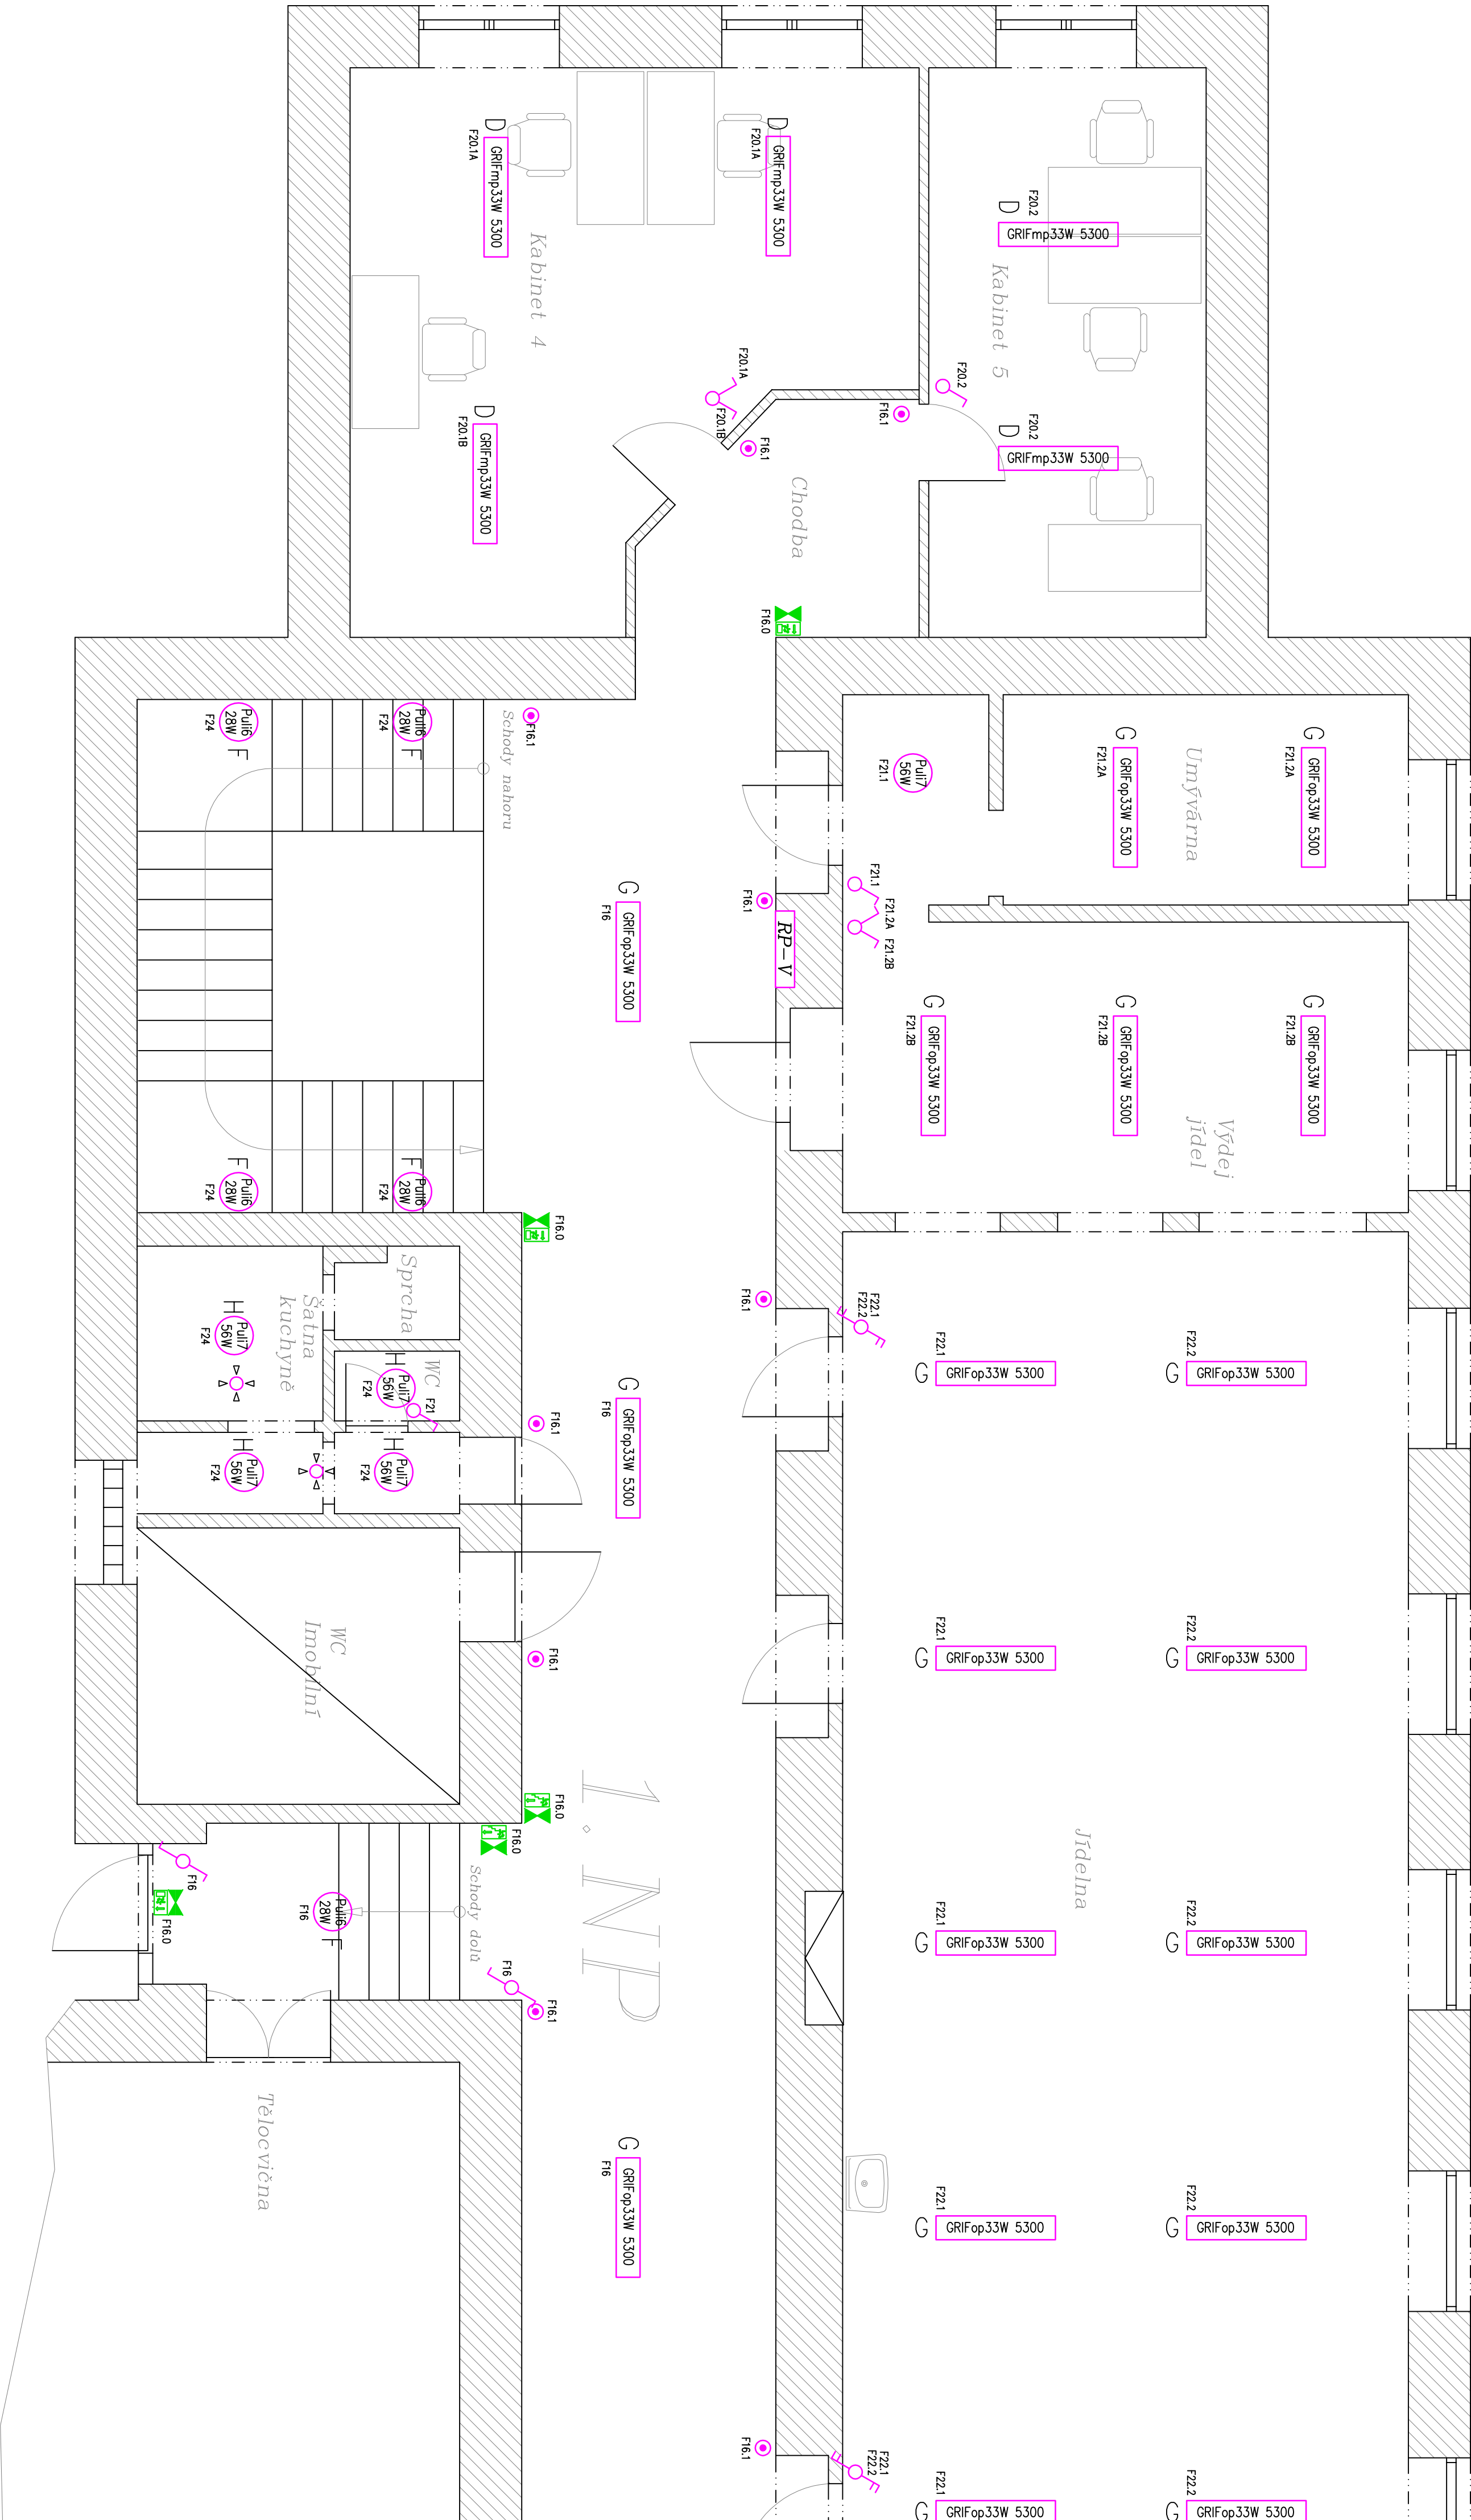 D
GRIFmp33W 5300
F20.1A
D
GRIFmp33W 5300
F20.1A
Kabinet 4
D
GRIFmp33W 5300
F20.1B
F20.1A
F20.1B
F20.2
D
GRIFmp33W 5300
Kabinet 5
F20.2
F20.2
D
GRIFmp33W 5300
F16.1
F16.1
Chodba
F16.0
G
GRIFop33W 5300
F21.2A
G
GRIFop33W 5300
F21.2A
Umývárna
Puli7
56W
F21.1
F21.1
F21.2A
F21.2B
F16.1
RP-V
G
GRIFop33W 5300
F21.2B
G
GRIFop33W 5300
F21.2B
G
GRIFop33W 5300
F21.2B
Výdej
jídel
F16.1
Schody nahoru
Puli6
28W
F
F24
Puli6
28W
F
F24
G
GRIFop33W 5300
F16
F
Puli6
28W
F24
F
Puli6
28W
F24
F16.0
Sprcha
Šatna
kuchyně
H
Puli7
56W
F24
WC
H
Puli7
56W
F24
F21
H
Puli7
56W
F24
H
Puli7
56W
F24
F16.1
G
GRIFop33W 5300
F16
F16.1
F22.1
F22.2
F22.1
G
GRIFop33W 5300
F22.2
G
GRIFop33W 5300
F22.1
G
GRIFop33W 5300
F22.2
G
GRIFop33W 5300
Jídelna
F22.1
G
GRIFop33W 5300
F22.2
G
GRIFop33W 5300
F22.1
G
GRIFop33W 5300
F22.2
G
GRIFop33W 5300
F22.1
G
GRIFop33W 5300
F22.2
G
GRIFop33W 5300
F16.1
F22.1
F22.2
WC
Imobilní
F16.1
1. NP
F16.0
F16.0
Schody dolů
F16
F16.0
Puli6
28W
F
F16
F16
F16.1
Tělocvična
G
GRIFop33W 5300
F16